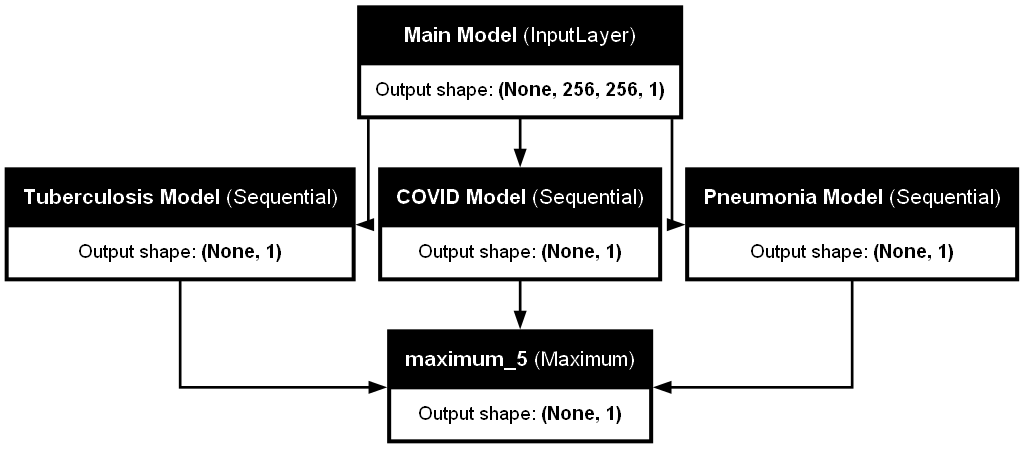 Main Model (InputLayer)
Output shape: (None, 256, 256, 1)
Tuberculosis Model (Sequential)
Output shape: (None, 1)
COVID Model (Sequential)
Output shape: (None, 1)
Pneumonia Model (Sequential)
Output shape: (None, 1)
maximum_5 (Maximum)
Output shape: (None, 1)